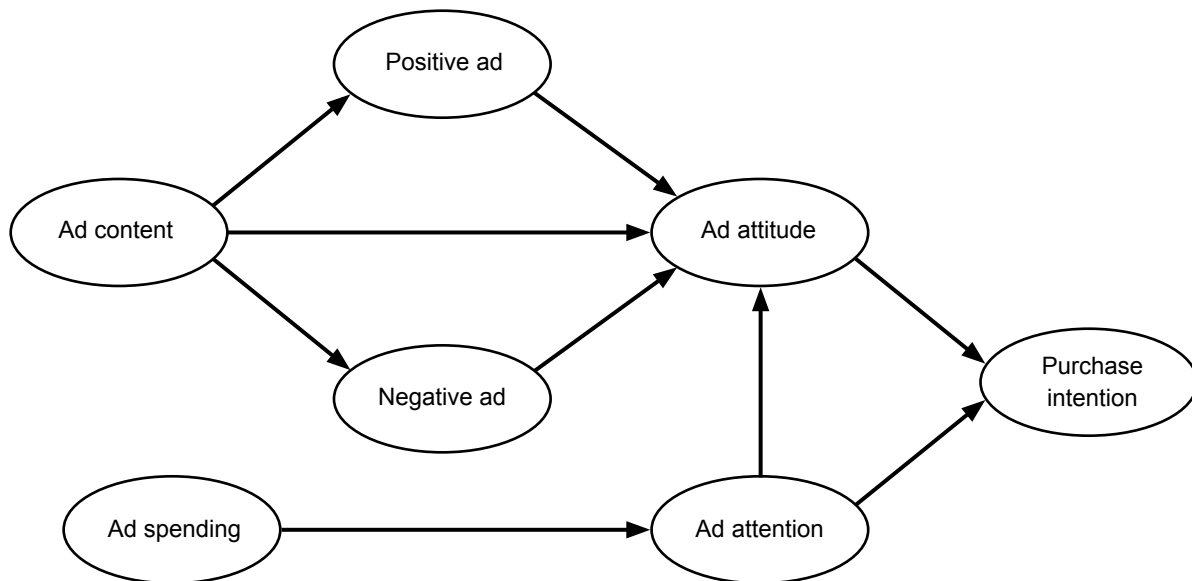 Positive ad
Ad content
Ad attitude
Negative ad
Purchase
intention
Ad spending
Ad attention